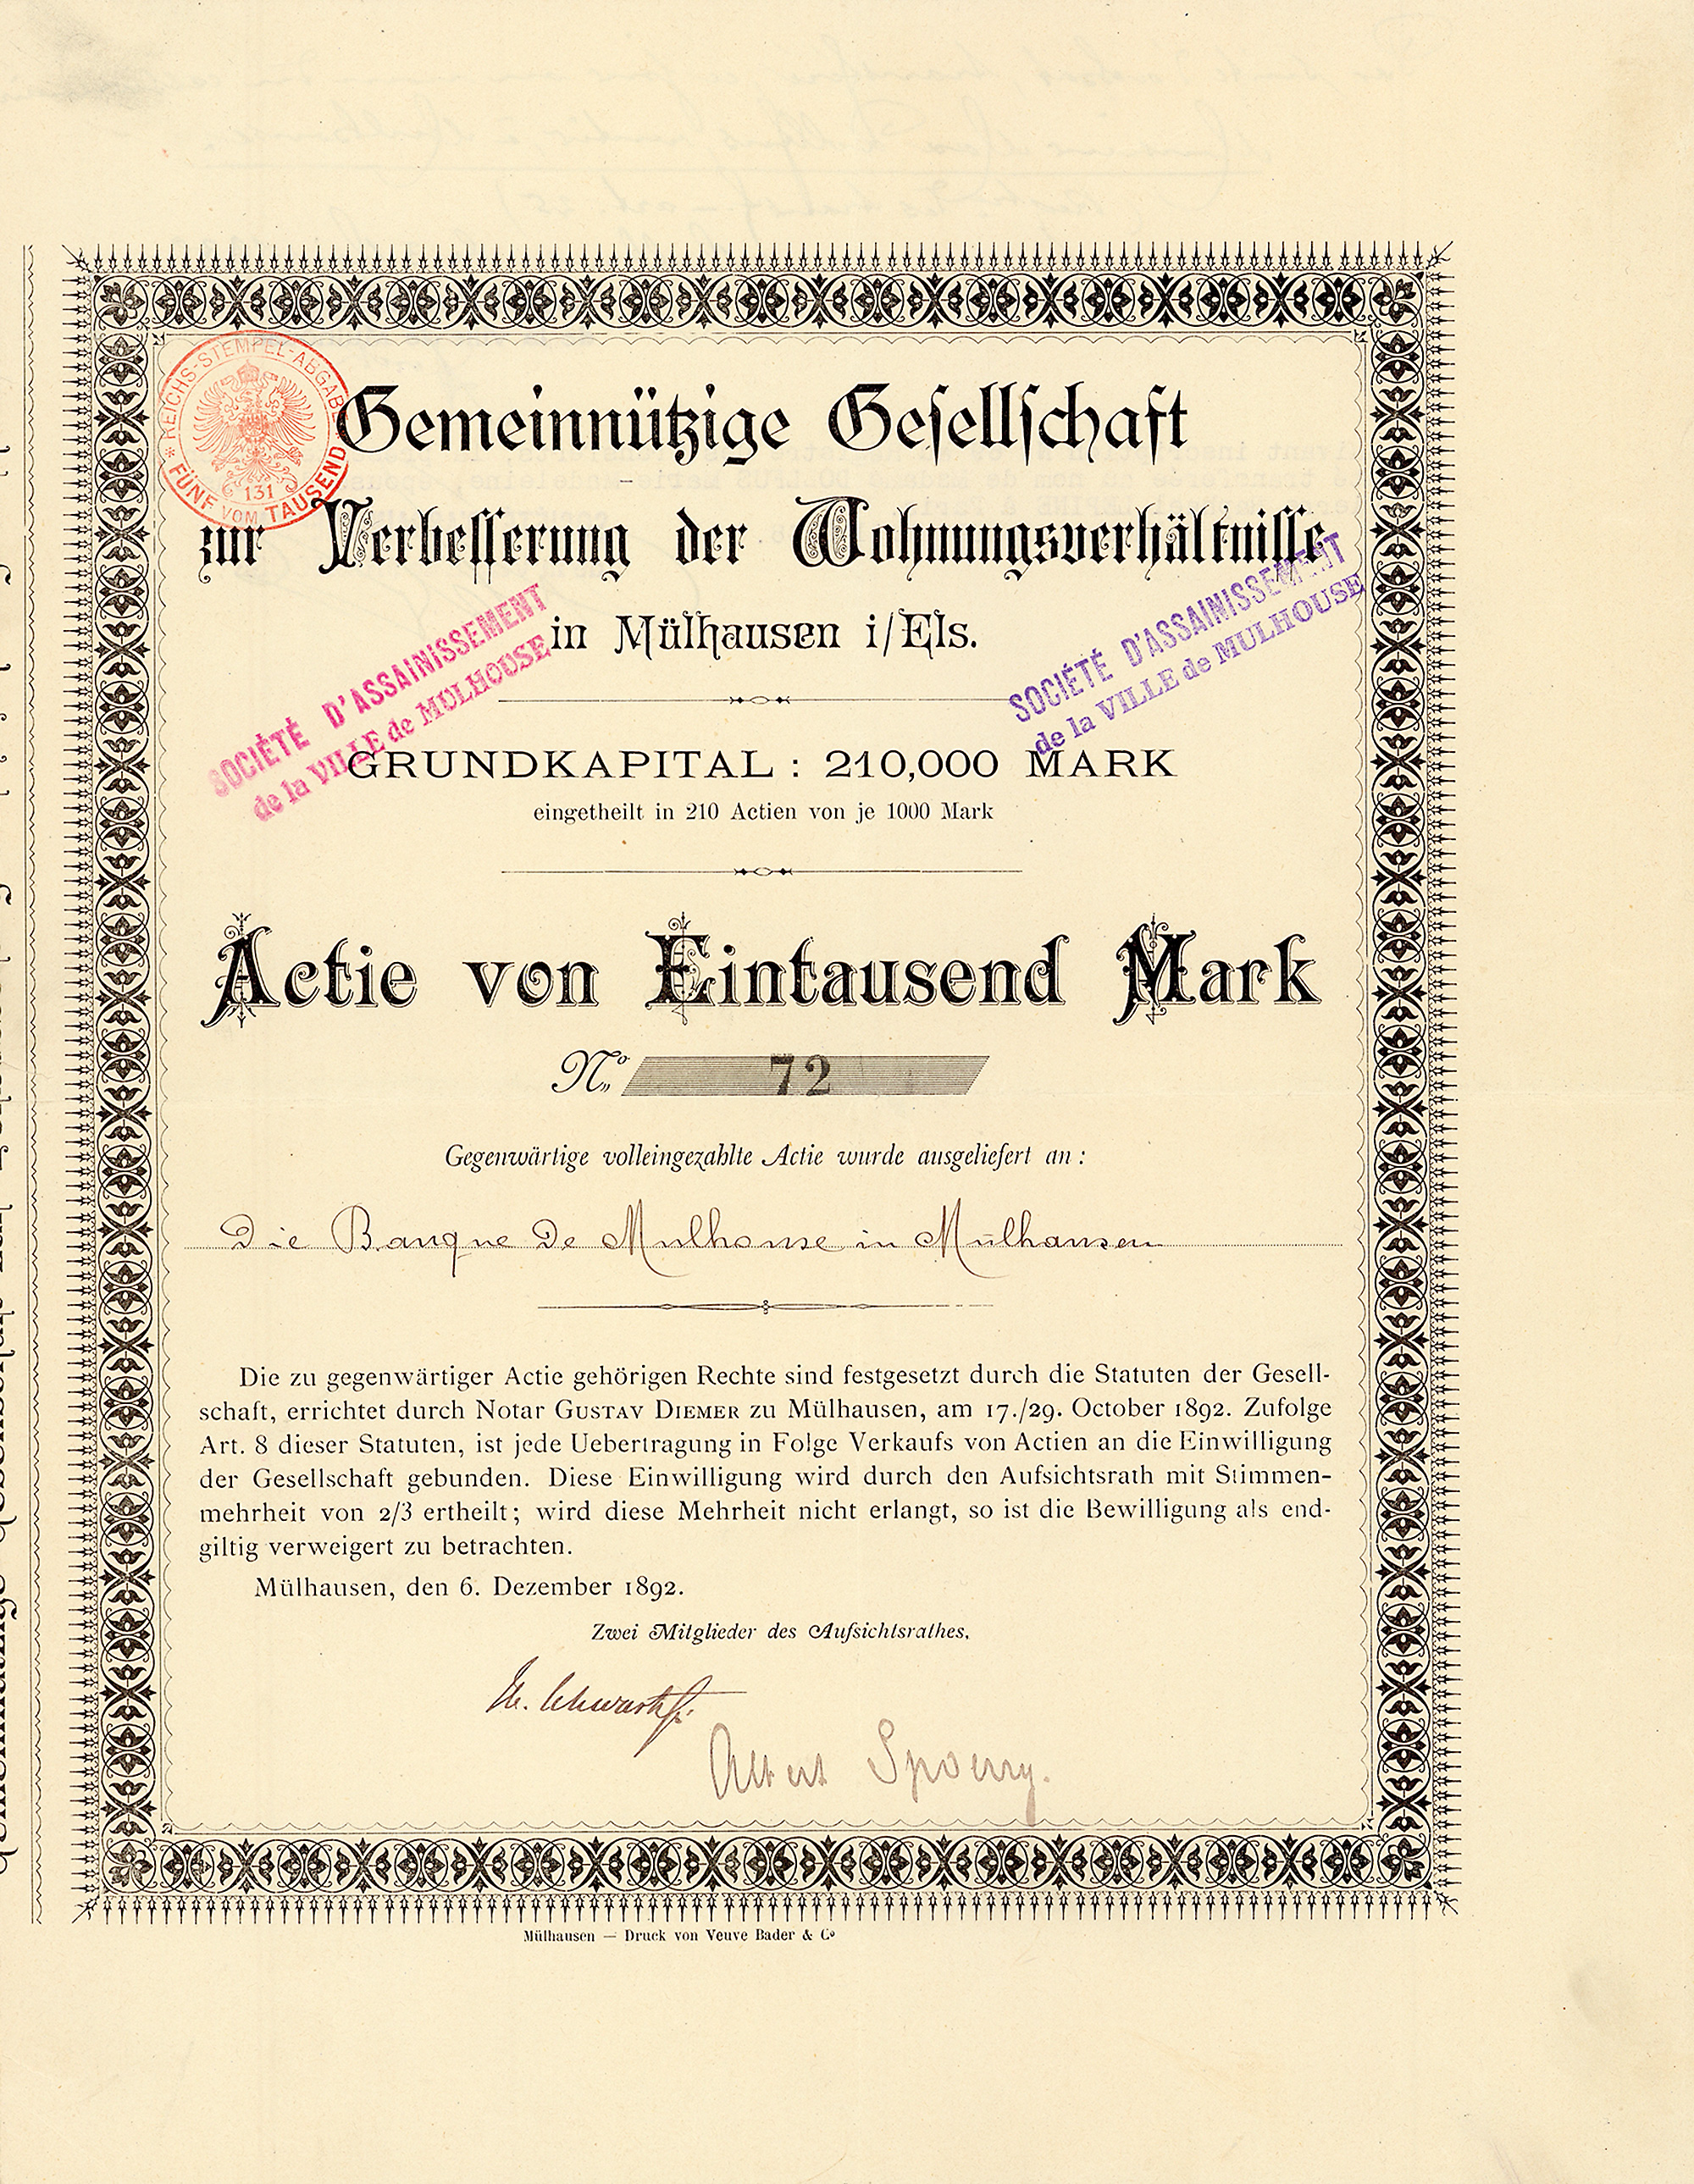 * REICHS-STEMPEL-ABGABE *
FÜNF VOM TAUSEND
131
Gemeinnützige Gesellschaft
zur Verbesserung der Wohnungsverhältnisse
in Mülhausen i/Els.
SOCIÉTÉ D'ASSAINISSEMENT
de la VILLE de MULHOUSE
SOCIÉTÉ D'ASSAINISSEMENT
de la VILLE de MULHOUSE
GRUNDKAPITAL : 210,000 MARK
eingetheilt in 210 Actien von je 1000 Mark
Actie von Eintausend Mark
No. 72
Gegenwärtige volleingezahlte Actie wurde ausgeliefert an :
Die Banque De Mulhouse in Mülhausen
Die zu gegenwärtiger Actie gehörigen Rechte sind festgesetzt durch die Statuten der Gesell-
schaft, errichtet durch Notar GUSTAV DIEMER zu Mülhausen, am 17./29. October 1892. Zufolge
Art. 8 dieser Statuten, ist jede Uebertragung in Folge Verkaufs von Actien an die Einwilligung
der Gesellschaft gebunden. Diese Einwilligung wird durch den Aufsichtsrath mit Stimmen-
mehrheit von 2/3 ertheilt; wird diese Mehrheit nicht erlangt, so ist die Bewilligung als end-
giltig verweigert zu betrachten.
Mülhausen, den 6. Dezember 1892.
Zwei Mitglieder des Aufsichtsrathes,
Albert Spoerry.
Mülhausen — Druck von Veuve Bader & Co